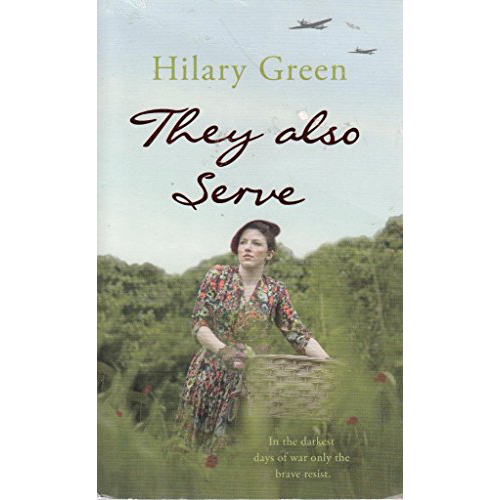 Hilary Green
They also
Serve
In the darkest
days of war only the
brave resist.